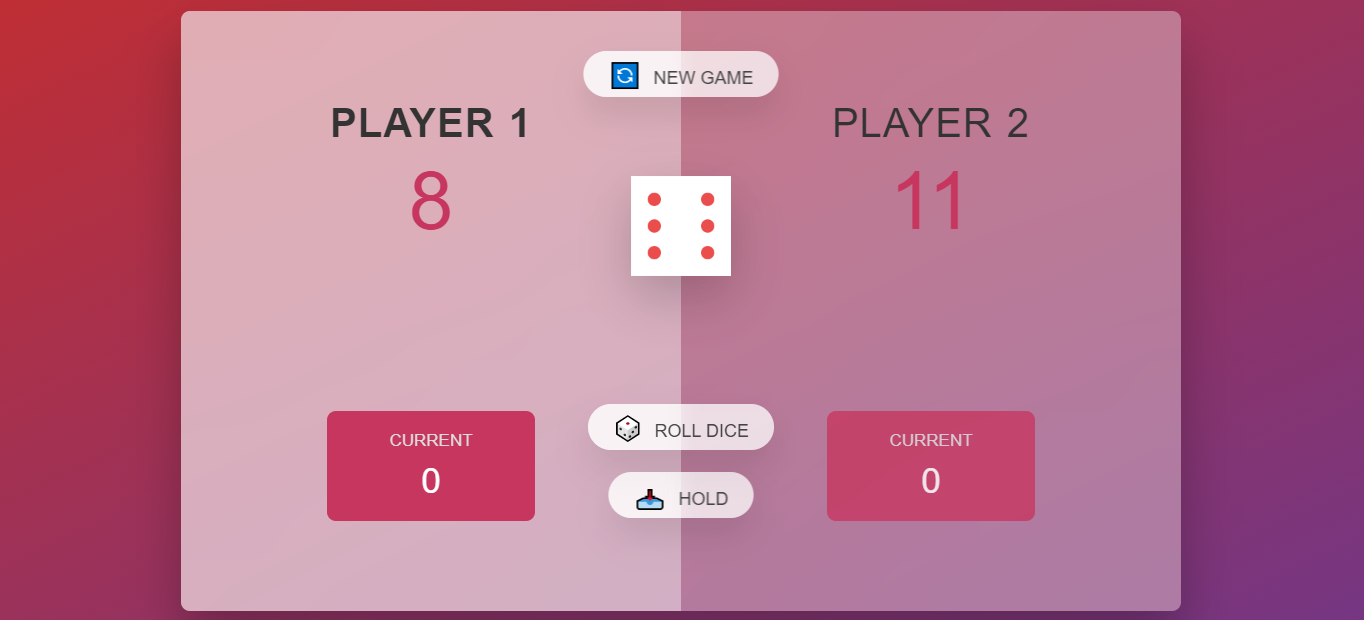 NEW GAME
PLAYER 1
8
PLAYER 2
11
CURRENT
0
ROLL DICE
HOLD
CURRENT
0